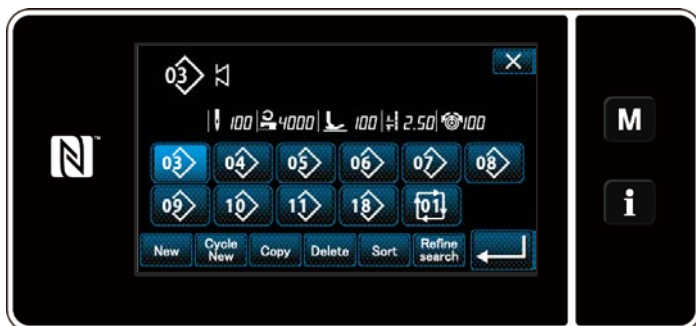 03
100 4000 100 2.50 100
03 04 05 06 07 08
09 10 11 18 01
New Cycle New Copy Delete Sort Refine search
N
M
i